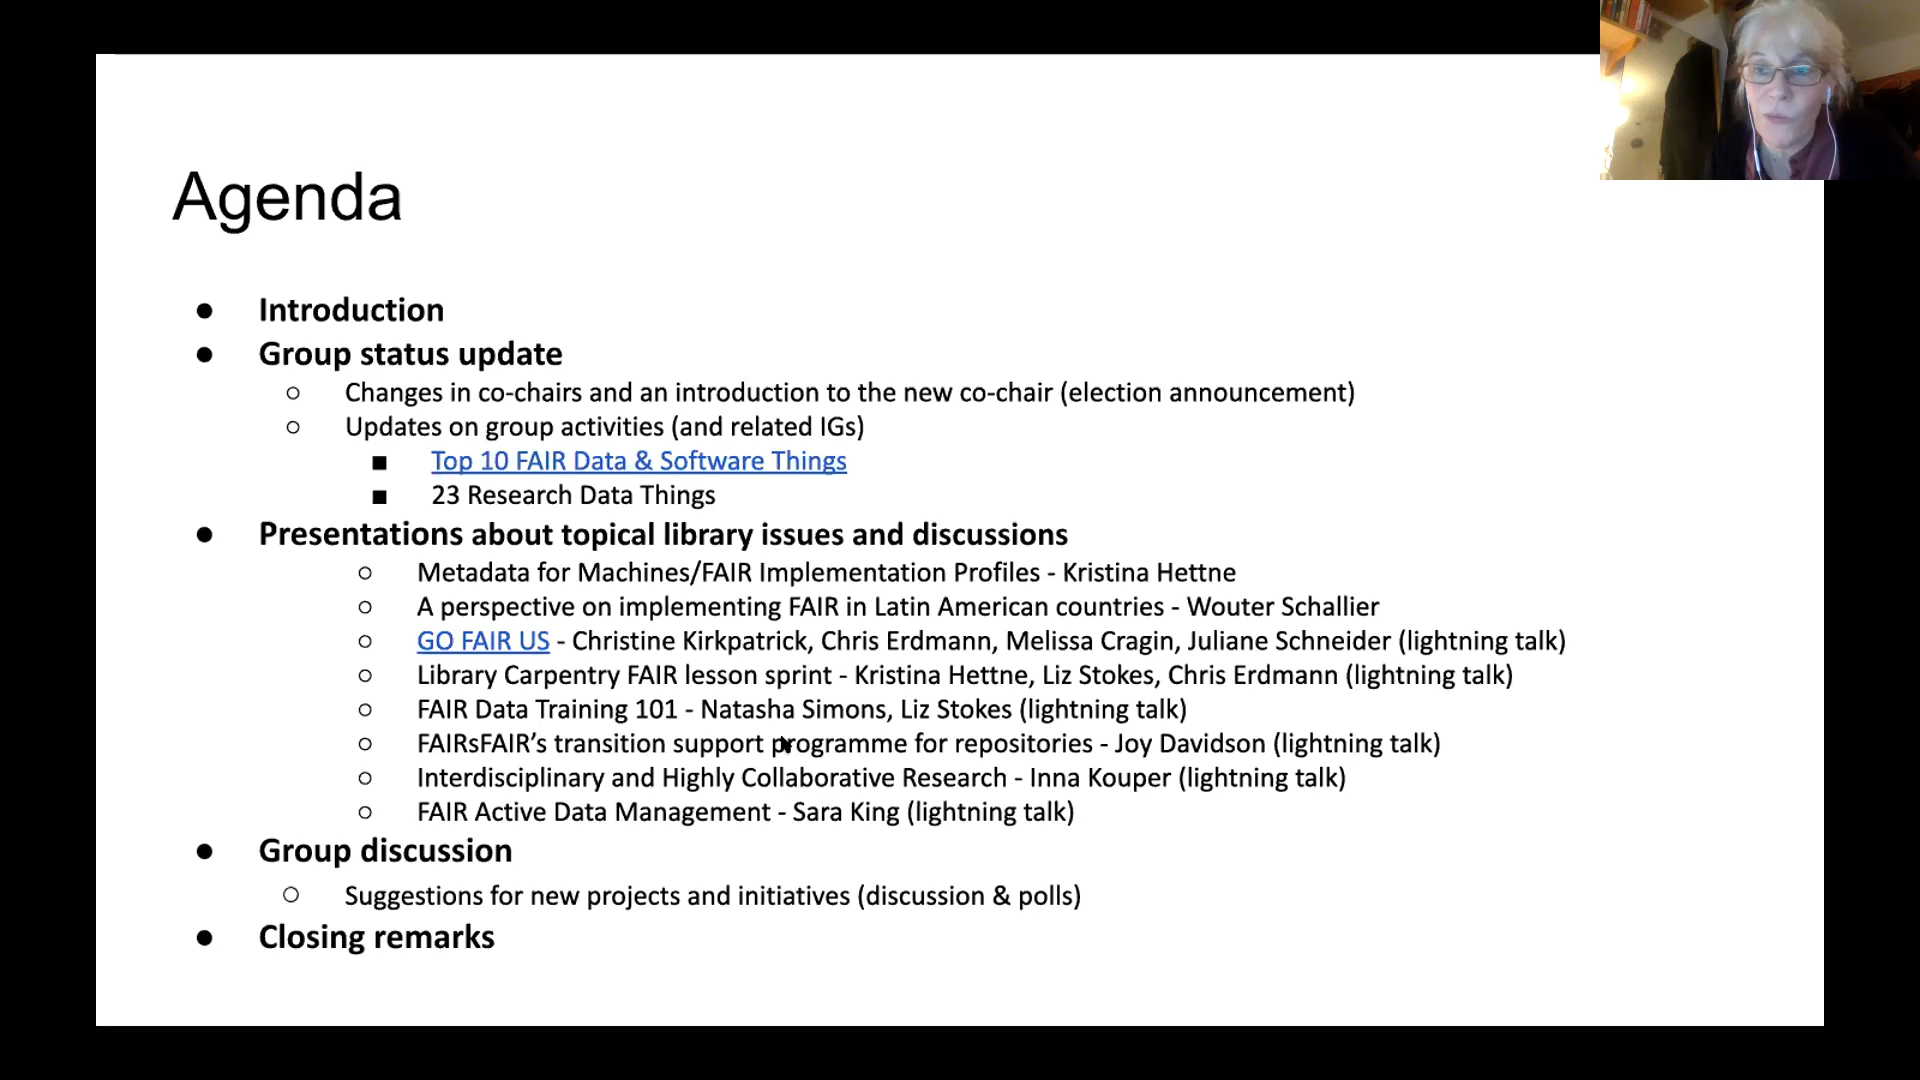 Agenda
● Introduction
● Group status update
○ Changes in co-chairs and an introduction to the new co-chair (election announcement)
○ Updates on group activities (and related IGs)
■ Top 10 FAIR Data & Software Things
■ 23 Research Data Things
● Presentations about topical library issues and discussions
○ Metadata for Machines/FAIR Implementation Profiles - Kristina Hettne
○ A perspective on implementing FAIR in Latin American countries - Wouter Schallier
○ GO FAIR US - Christine Kirkpatrick, Chris Erdmann, Melissa Cragin, Juliane Schneider (lightning talk)
○ Library Carpentry FAIR lesson sprint - Kristina Hettne, Liz Stokes, Chris Erdmann (lightning talk)
○ FAIR Data Training 101 - Natasha Simons, Liz Stokes (lightning talk)
○ FAIRsFAIR’s transition support programme for repositories - Joy Davidson (lightning talk)
○ Interdisciplinary and Highly Collaborative Research - Inna Kouper (lightning talk)
○ FAIR Active Data Management - Sara King (lightning talk)
● Group discussion
○ Suggestions for new projects and initiatives (discussion & polls)
● Closing remarks